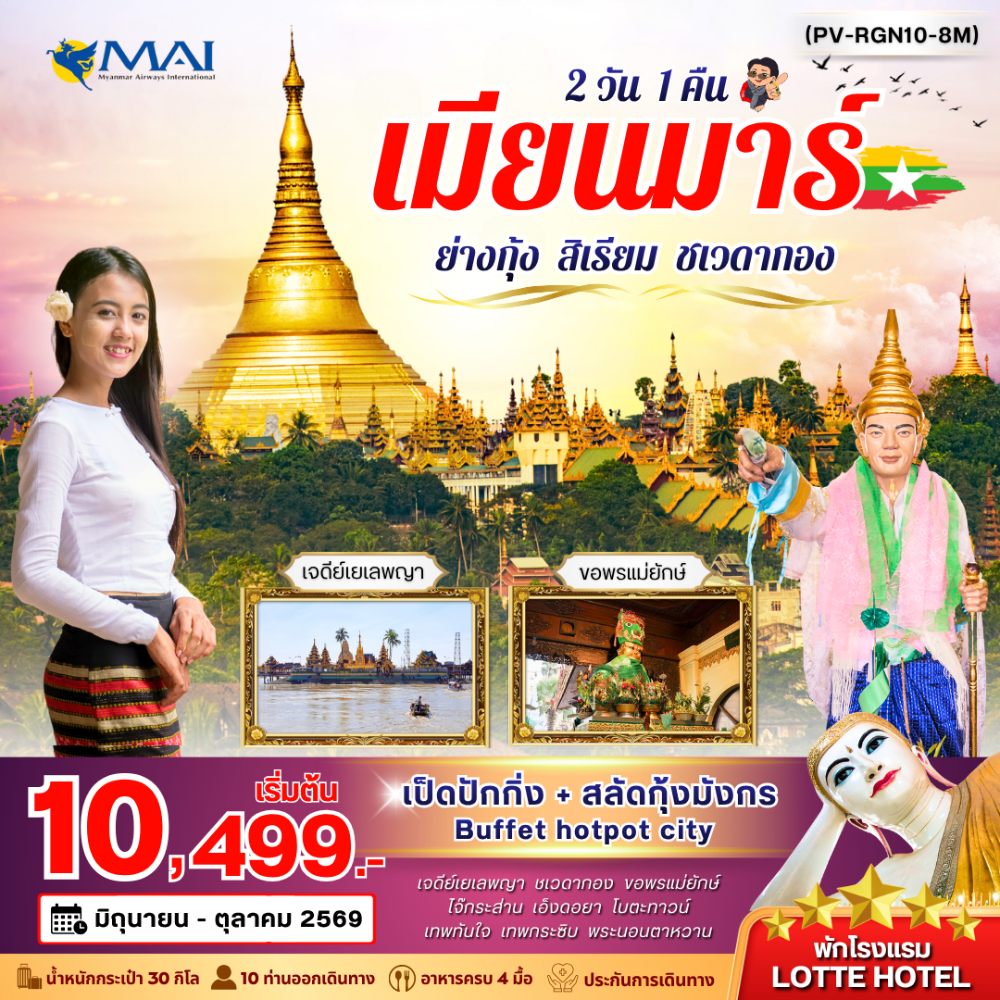 MAI
Myanmar Airways International
(PV-RGN10-8M)
2 วัน 1 คืน
เมียนมาร์
ย่างกุ้ง สิเรียม ชเวดากอง
เจดีย์เยเลพญา
ขอพรแม่ยักษ์
เริ่มต้น
10,499.-
มิถุนายน - ตุลาคม 2569
เป็ดปักกิ่ง + สลัดกุ้งมังกร
Buffet hotpot city
เจดีย์เยเลพญา ชเวดากอง ขอพรแม่ยักษ์
ไจ๊กระส่าน เอ็งดอยา โบตะทาวน์
เทพทันใจ เทพกระซิบ พระนอนตาหวาน
พักโรงแรม
LOTTE HOTEL
น้ำหนักกระเป๋า 30 กิโล
10 ท่านออกเดินทาง
อาหารครบ 4 มื้อ
ประกันการเดินทาง